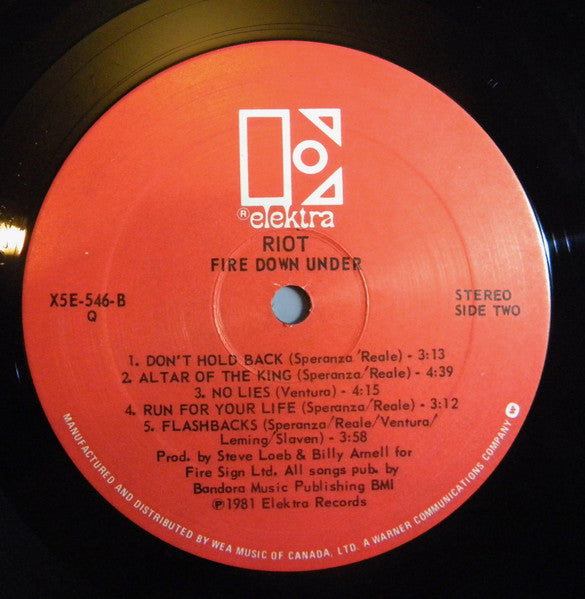 ® elektra
RIOT
FIRE DOWN UNDER
X5E-546-B
Q
STEREO
SIDE TWO
1. DON'T HOLD BACK (Speranza/Reale) - 3:13
2. ALTAR OF THE KING (Speranza/Reale) - 4:39
3. NO LIES (Ventura) - 4:15
4. RUN FOR YOUR LIFE (Speranza/Reale) - 3:12
5. FLASHBACKS (Speranza/Reale/Ventura/
Leming/Slaven) - 3:58
Prod. by Steve Loeb & Billy Arnell for
Fire Sign Ltd. All songs pub. by
Bandora Music Publishing BMI
℗1981 Elektra Records
MANUFACTURED AND DISTRIBUTED BY WEA MUSIC OF CANADA, LTD. A WARNER COMMUNICATIONS COMPANY